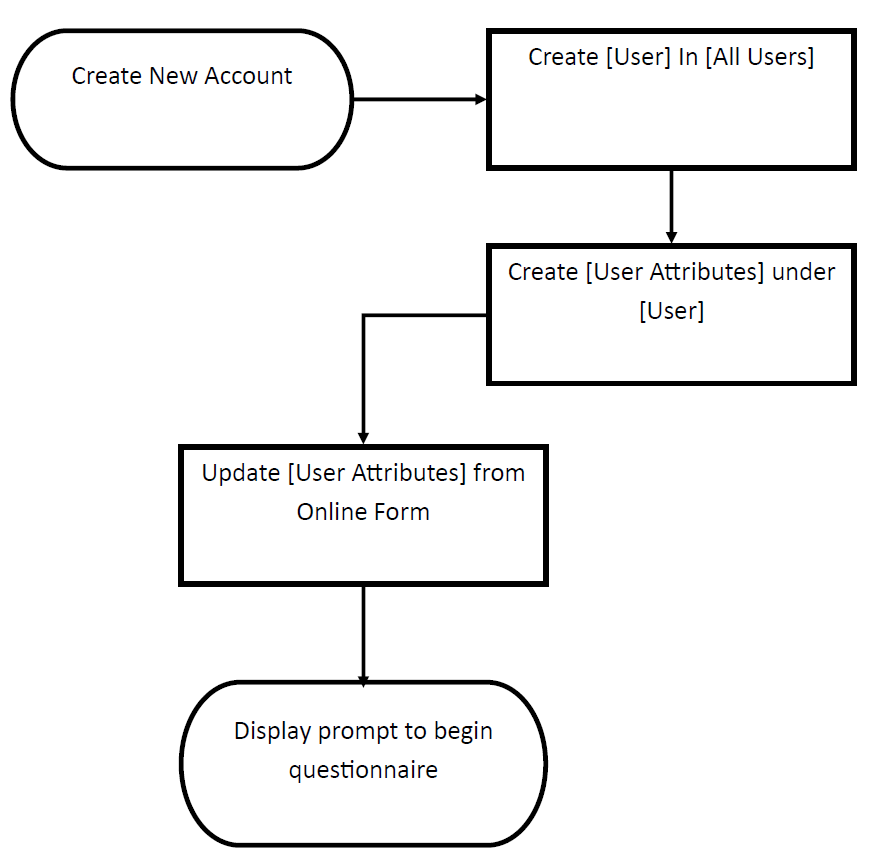 Create New Account
Create [User] In [All Users]
Create [User Attributes] under
[User]
Update [User Attributes] from
Online Form
Display prompt to begin
questionnaire